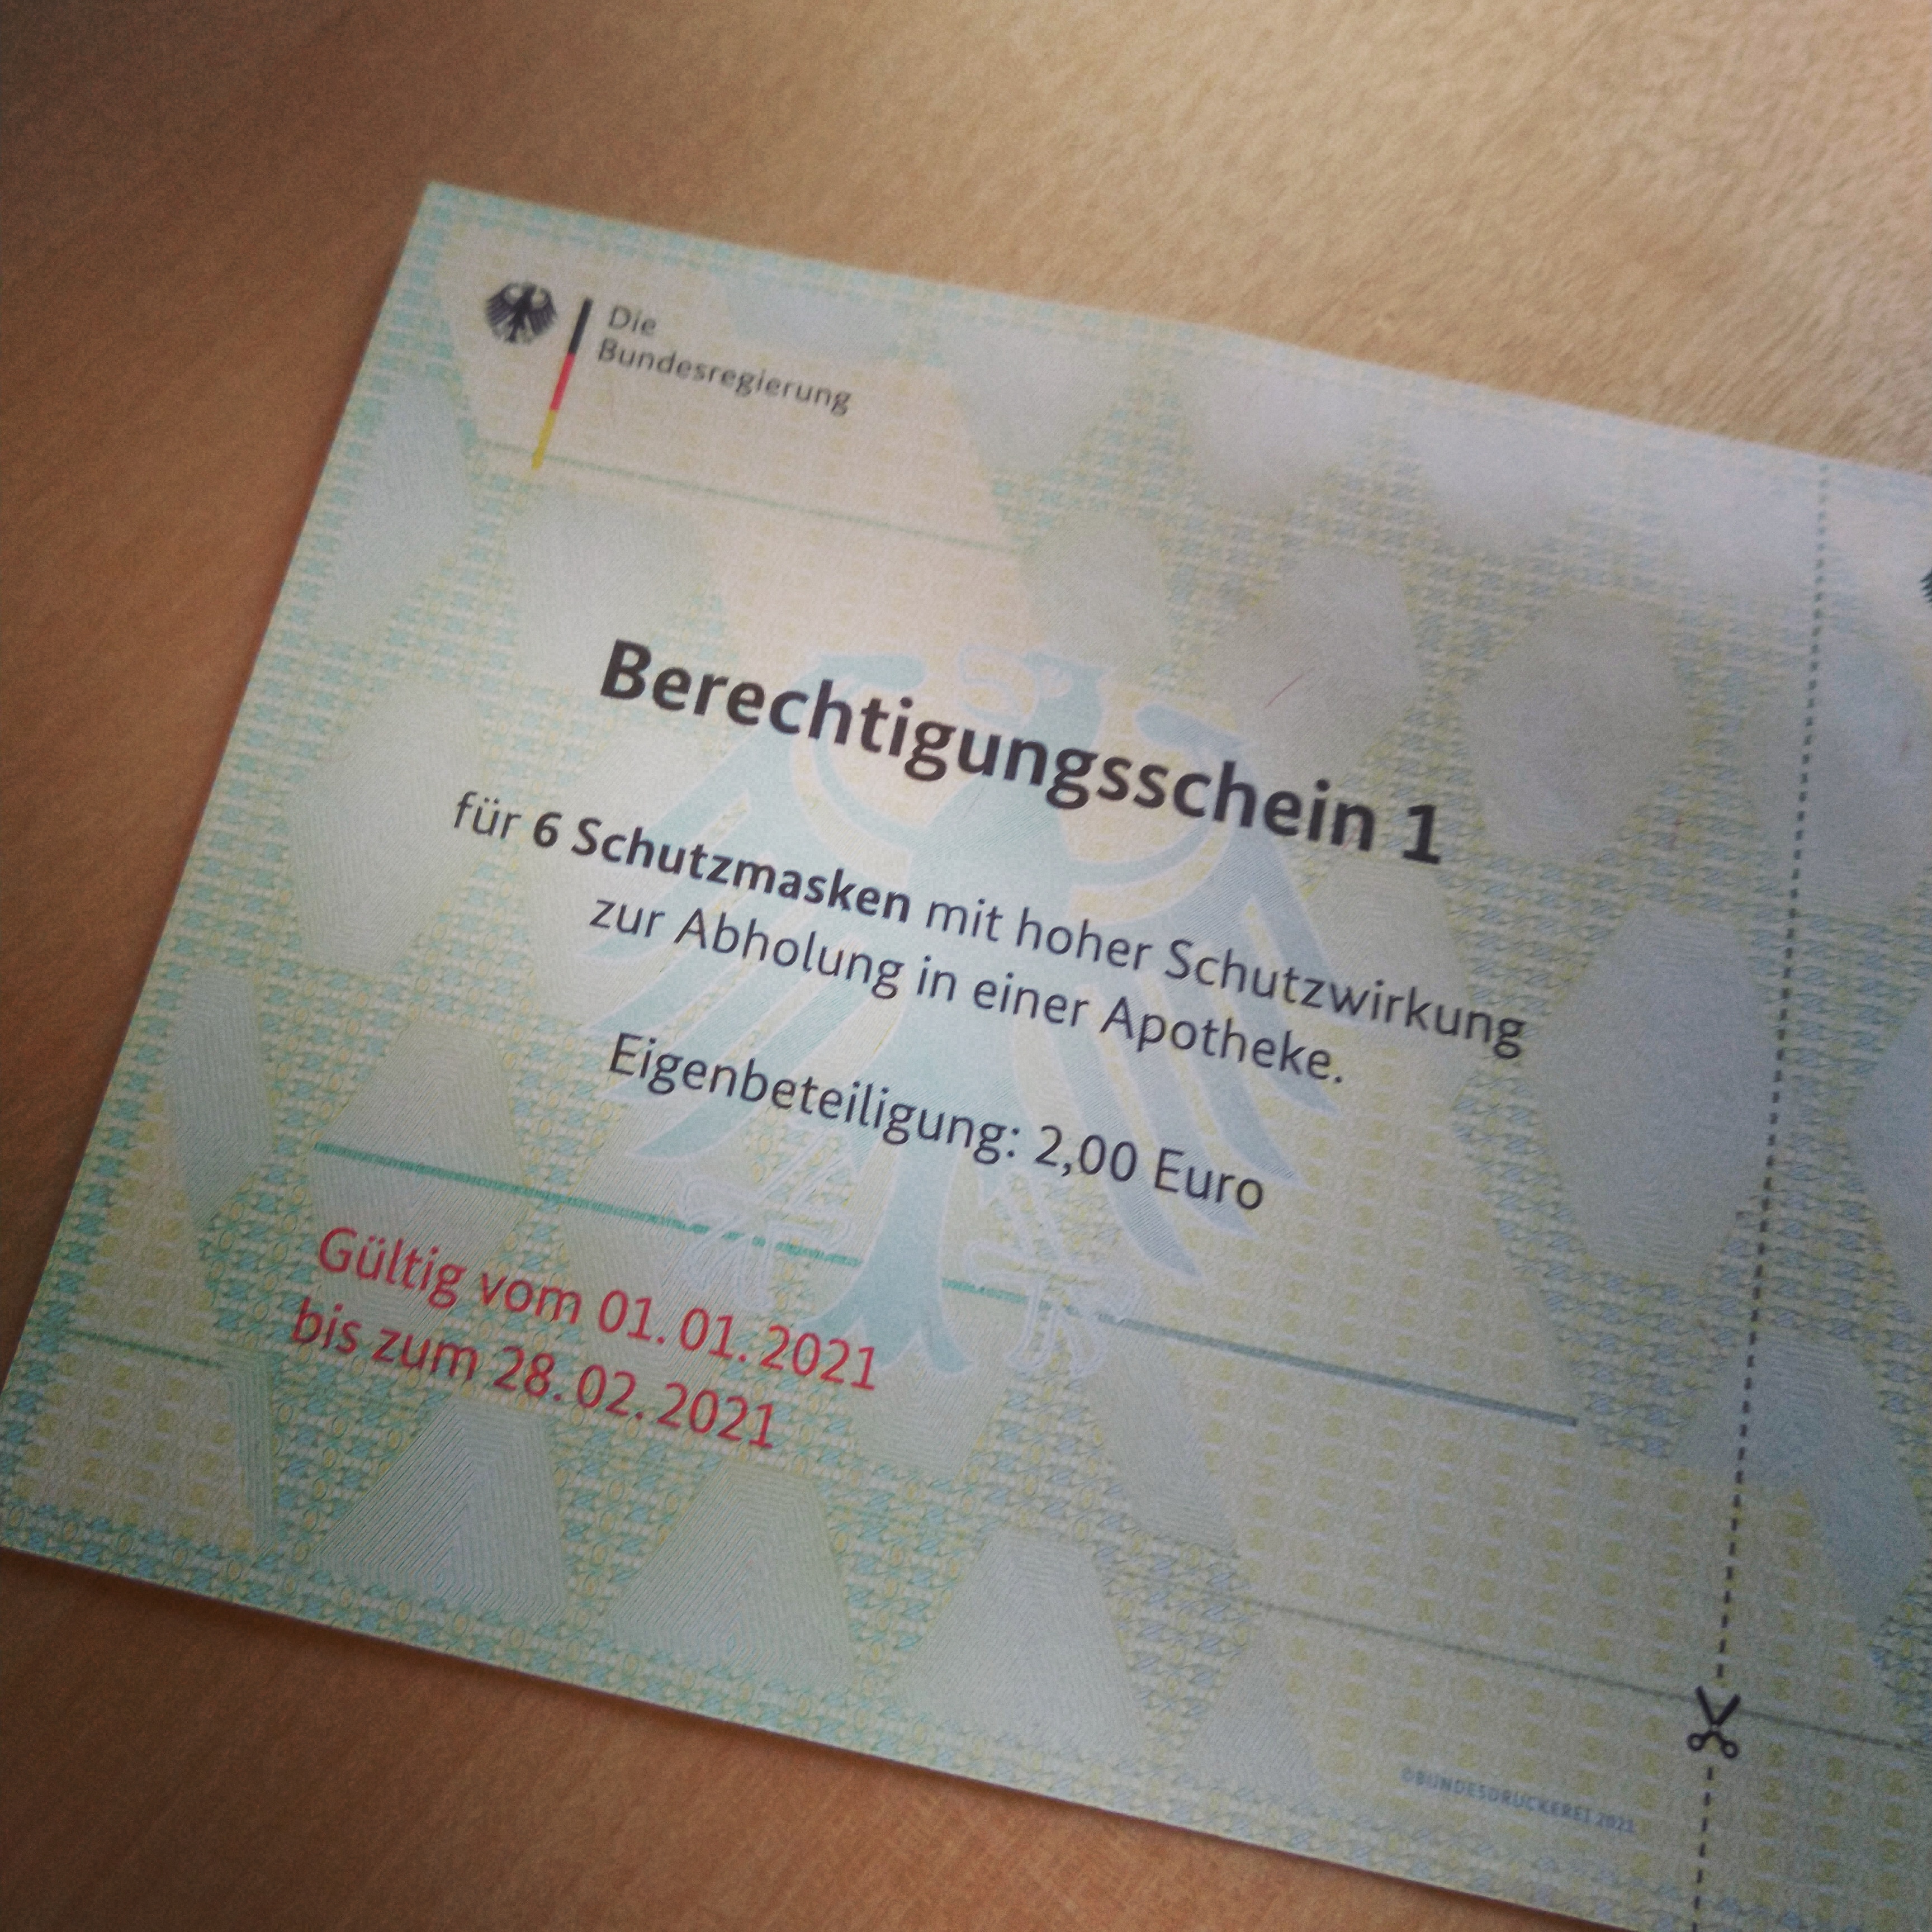 Die
Bundesregierung
Berechtigungsschein 1
für 6 Schutzmasken mit hoher Schutzwirkung
zur Abholung in einer Apotheke.
Eigenbeteiligung: 2,00 Euro
Gültig vom 01. 01. 2021
bis zum 28. 02. 2021
©BUNDESDRUCKEREI 2021